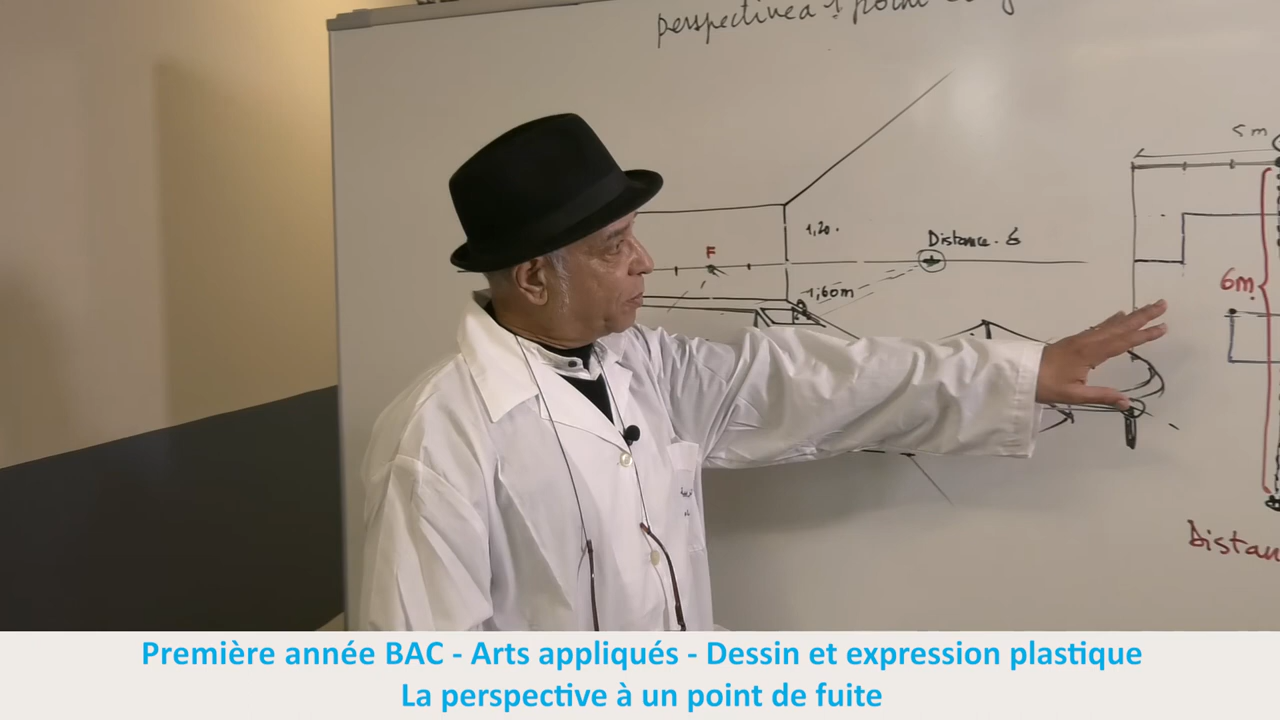 perspective a 1 point
5m
1,20.
Distance. 6
F
1,60m
6m
Distan
Première année BAC - Arts appliqués - Dessin et expression plastique
La perspective à un point de fuite